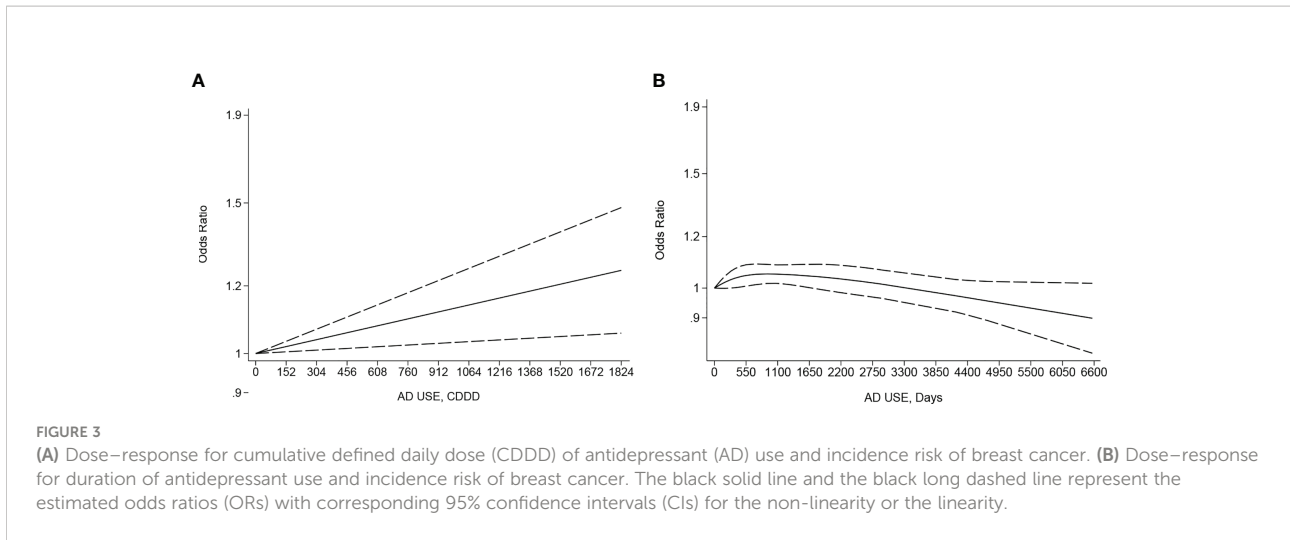 A
B
1.9
1.5
1.2
1
.9
Odds Ratio
0 152 304 456 608 760 912 1064 1216 1368 1520 1672 1824
AD USE, CDDD
1.9
1.5
1.2
1
.9
Odds Ratio
0 550 1100 1650 2200 2750 3300 3850 4400 4950 5500 6050 6600
AD USE, Days
FIGURE 3
(A) Dose–response for cumulative defined daily dose (CDDD) of antidepressant (AD) use and incidence risk of breast cancer. (B) Dose–response
for duration of antidepressant use and incidence risk of breast cancer. The black solid line and the black long dashed line represent the
estimated odds ratios (ORs) with corresponding 95% confidence intervals (CIs) for the non-linearity or the linearity.